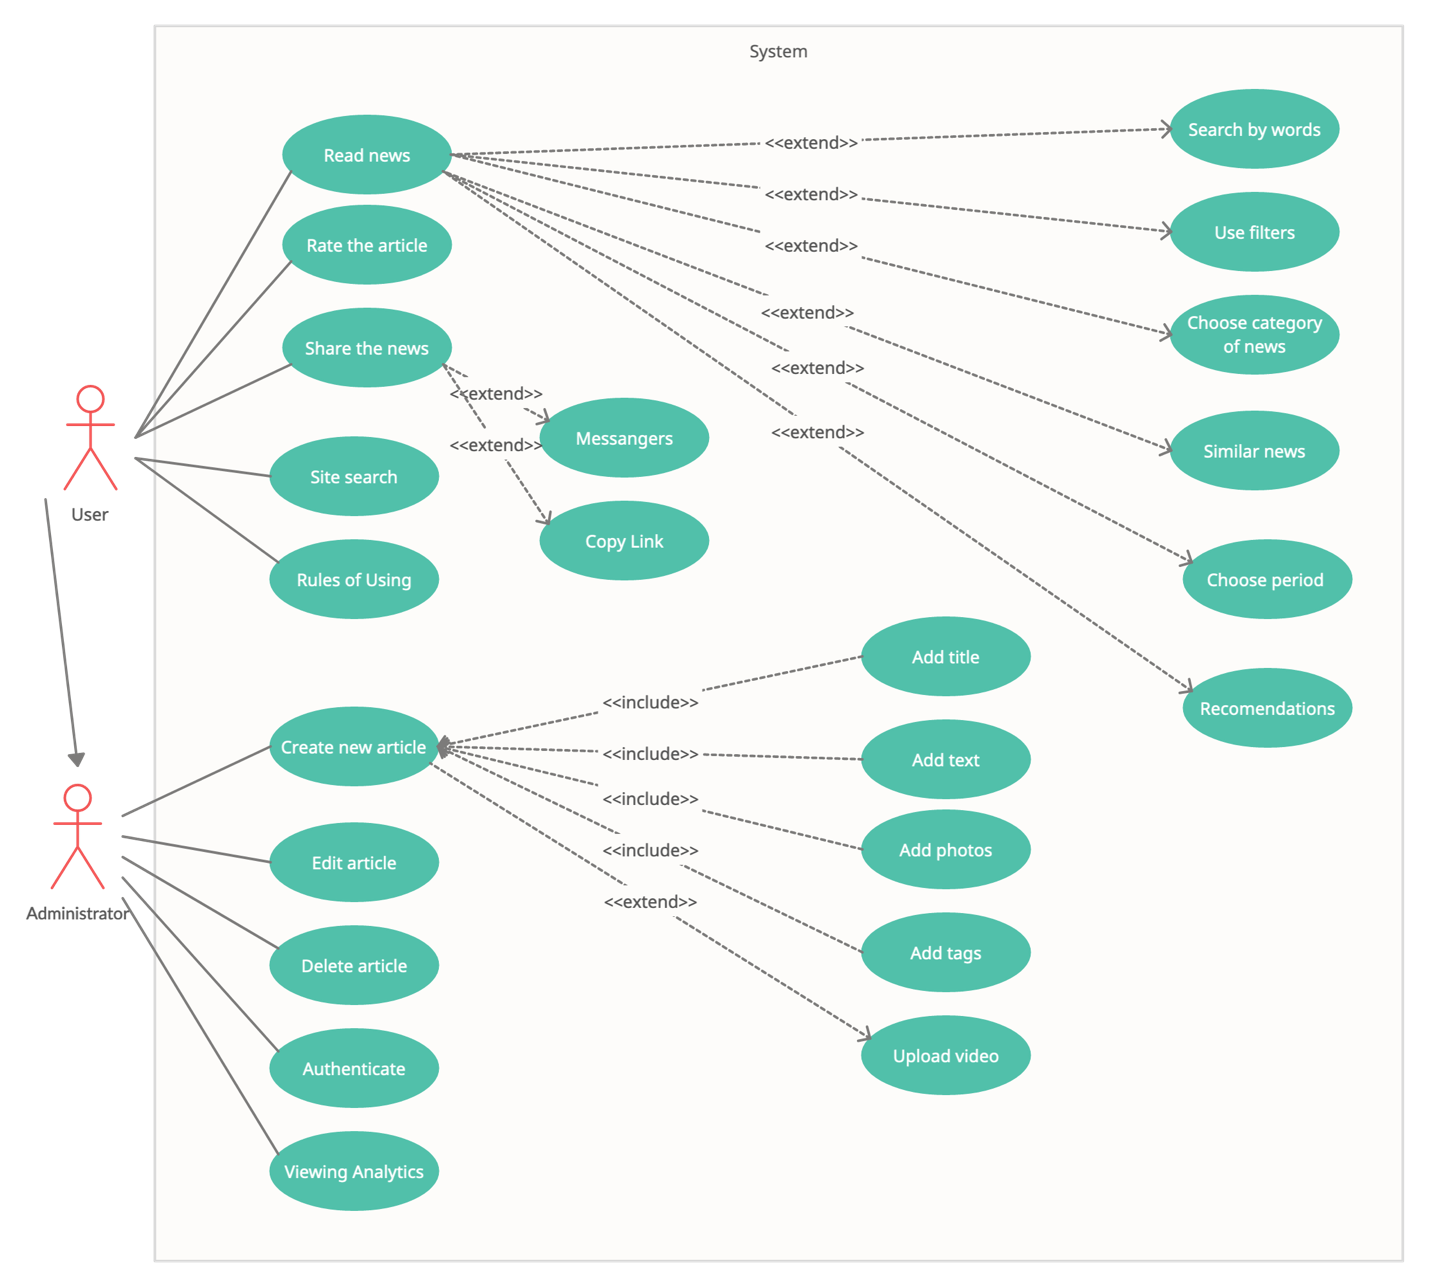 System
Read news
<<extend>>
Search by words
<<extend>>
Use filters
Rate the article
<<extend>>
Choose category
of news
<<extend>>
Share the news
<<extend>>
<<extend>>
Messangers
<<extend>>
<<extend>>
Similar news
Site search
User
Copy Link
Rules of Using
Choose period
Add title
<<include>>
Recomendations
Create new article
<<include>>
Add text
<<include>>
Add photos
<<include>>
Edit article
<<extend>>
Administrator
Add tags
Delete article
Upload video
Authenticate
Viewing Analytics